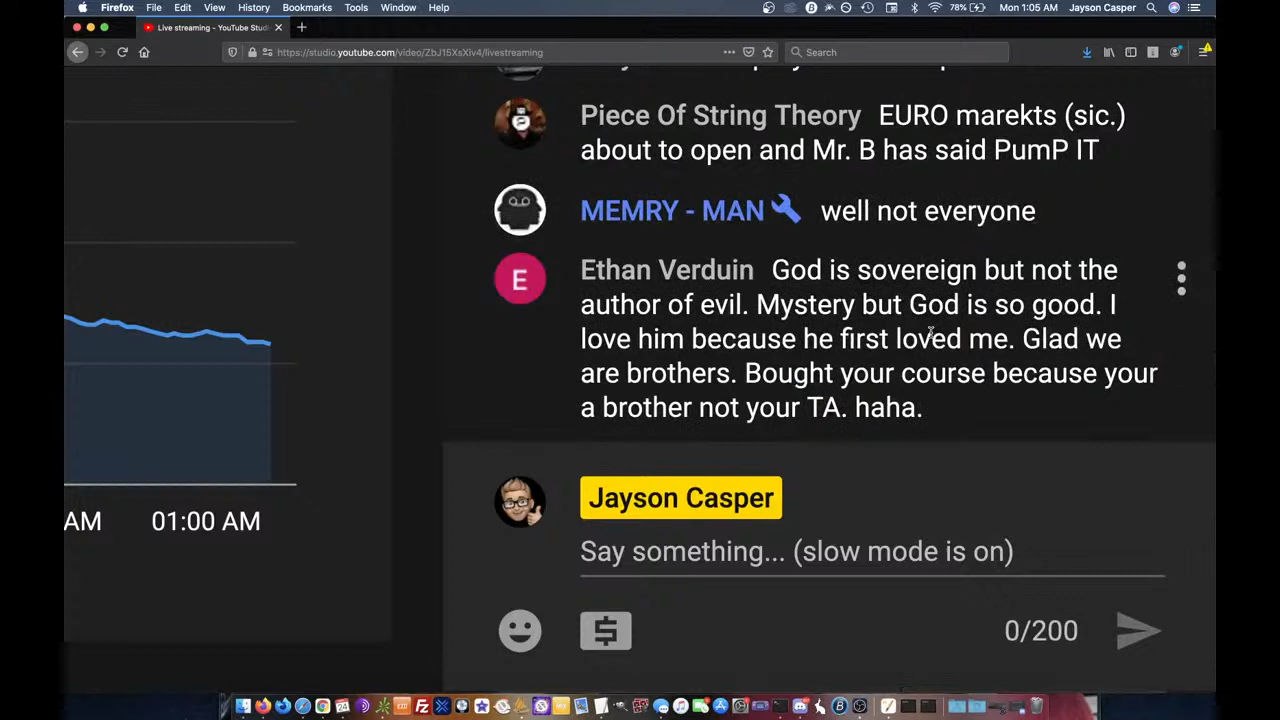 Firefox File Edit View History Bookmarks Tools Window Help 78% Mon 1:05 AM Jayson Casper
Live streaming - YouTube Studi
https://studio.youtube.com/video/ZbJ15XsXiv4/livestreaming
Search
Piece Of String Theory EURO marekts (sic.)
about to open and Mr. B has said PumP IT
MEMRY - MAN well not everyone
E
Ethan Verduin God is sovereign but not the
author of evil. Mystery but God is so good. I
love him because he first loved me. Glad we
are brothers. Bought your course because your
a brother not your TA. haha.
Jayson Casper
AM 01:00 AM
Say something... (slow mode is on)
0/200